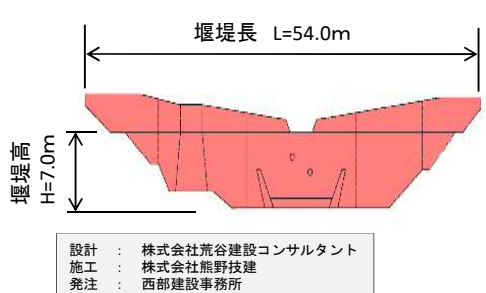 堰堤長 L=54.0m
堰堤高
H=7.0m
設計 : 株式会社荒谷建設コンサルタント
施工 : 株式会社熊野技建
発注 : 西部建設事務所